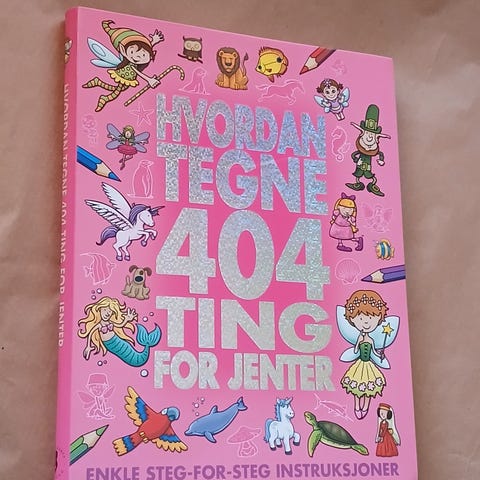 HVORDAN
TEGNE
404
TING
FOR JENTER
ENKLE STEG-FOR-STEG INSTRUKSJONER
HVORDAN TEGNE 404 TING FOR JENTER